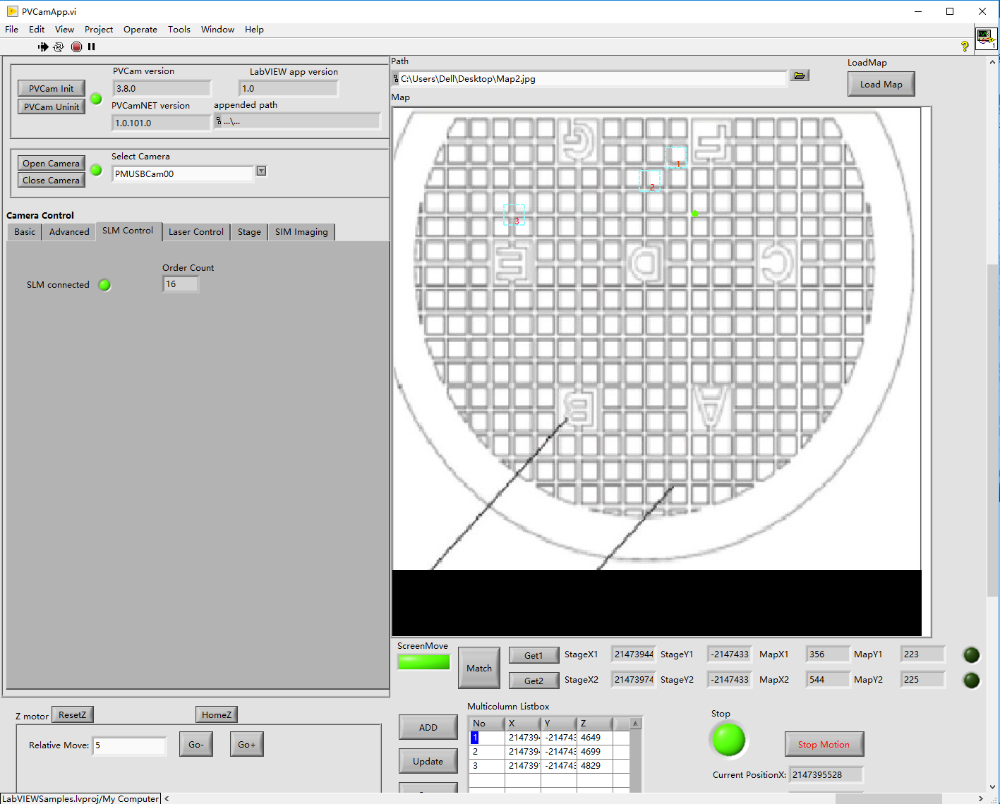 PVCamApp.vi
File Edit View Project Operate Tools Window Help
PVCam version
LabVIEW app version
PVCam Init
3.8.0
1.0
PVCam Uninit
PVCamNET version
appended path
1.0.101.0
...\...
Open Camera
Close Camera
Select Camera
PMUSBCam00
Camera Control
Basic Advanced SLM Control Laser Control Stage SIM Imaging
SLM connected
Order Count
16
Z motor ResetZ HomeZ
Relative Move: 5 Go- Go+
LabVIEWSamples.lvproj/My Computer
Path
C:\Users\Dell\Desktop\Map2.jpg
LoadMap
Load Map
Map
1
2
3
E D C
B A
ScreenMove
Match
Get1 StageX1 21473944 StageY1 -2147433 MapX1 356 MapY1 223
Get2 StageX2 21473974 StageY2 -2147433 MapX2 544 MapY2 225
Multicolumn Listbox
ADD
Update
No X Y Z
1 214739 -21474 4649
2 214739 -21474 4699
3 214739 -21474 4829
Stop
Stop Motion
Current PositionX: 2147395528